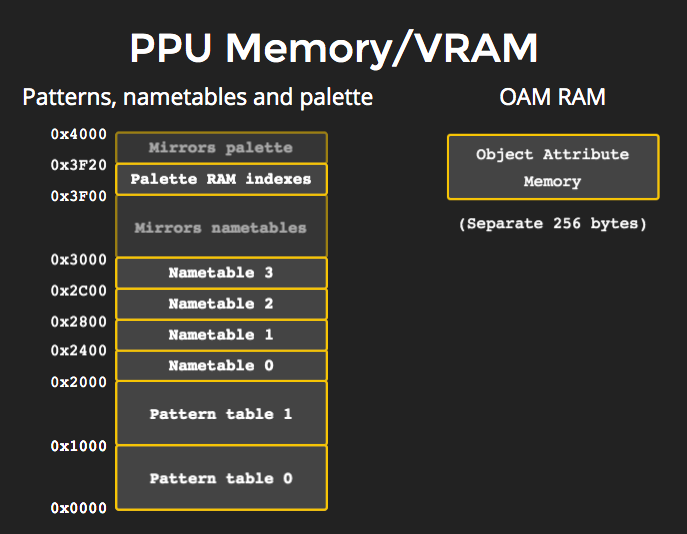 PPU Memory/VRAM
Patterns, nametables and palette
0x4000
Mirrors palette
0x3F20
Palette RAM indexes
0x3F00
Mirrors nametables
0x3000
Nametable 3
0x2C00
Nametable 2
0x2800
Nametable 1
0x2400
Nametable 0
0x2000
Pattern table 1
0x1000
Pattern table 0
0x0000
OAM RAM
Object Attribute
Memory
(Separate 256 bytes)